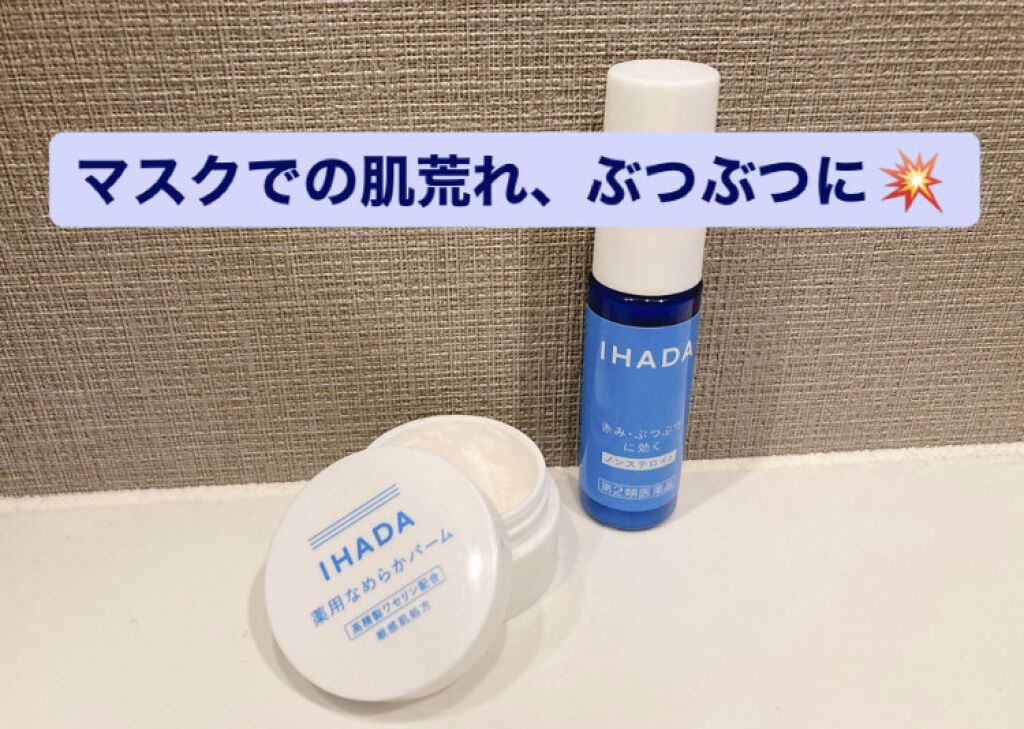 マスクでの肌荒れ、ぶつぶつに💥
IHADA
赤み・ぶつぶつ
に効く
ノンステロイド
第2類医薬品
IHADA
薬用なめらかバーム
高精製ワセリン配合
敏感肌処方